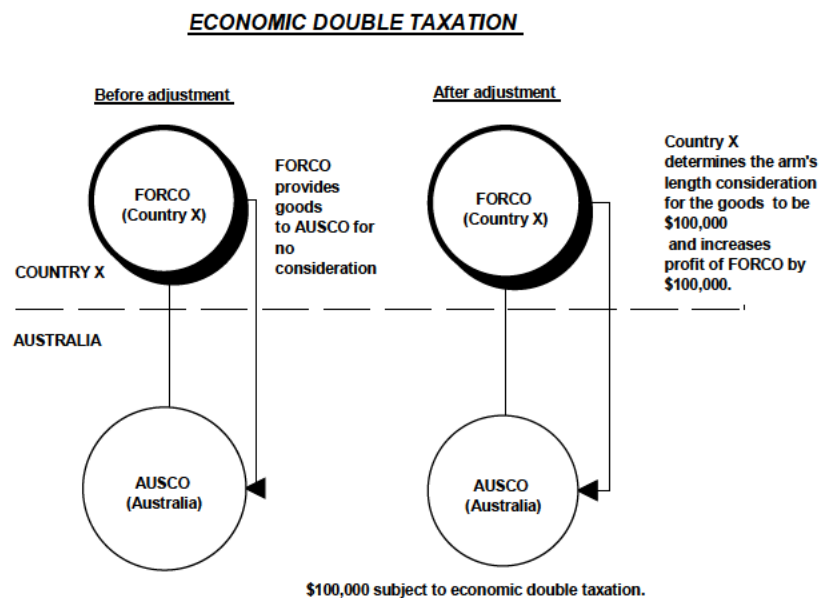 ECONOMIC DOUBLE TAXATION
Before adjustment
FORCO
(Country X)
FORCO
provides
goods
to AUSCO for
no
consideration
After adjustment
FORCO
(Country X)
Country X
determines the arm's
length consideration
for the goods to be
$100,000
and increases
profit of FORCO by
$100,000.
COUNTRY X
AUSTRALIA
AUSCO
(Australia)
AUSCO
(Australia)
$100,000 subject to economic double taxation.